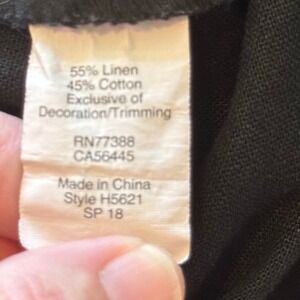 55% Linen
45% Cotton
Exclusive of
Decoration/Trimming
RN77388
CA56445
Made in China
Style H5621
SP 18